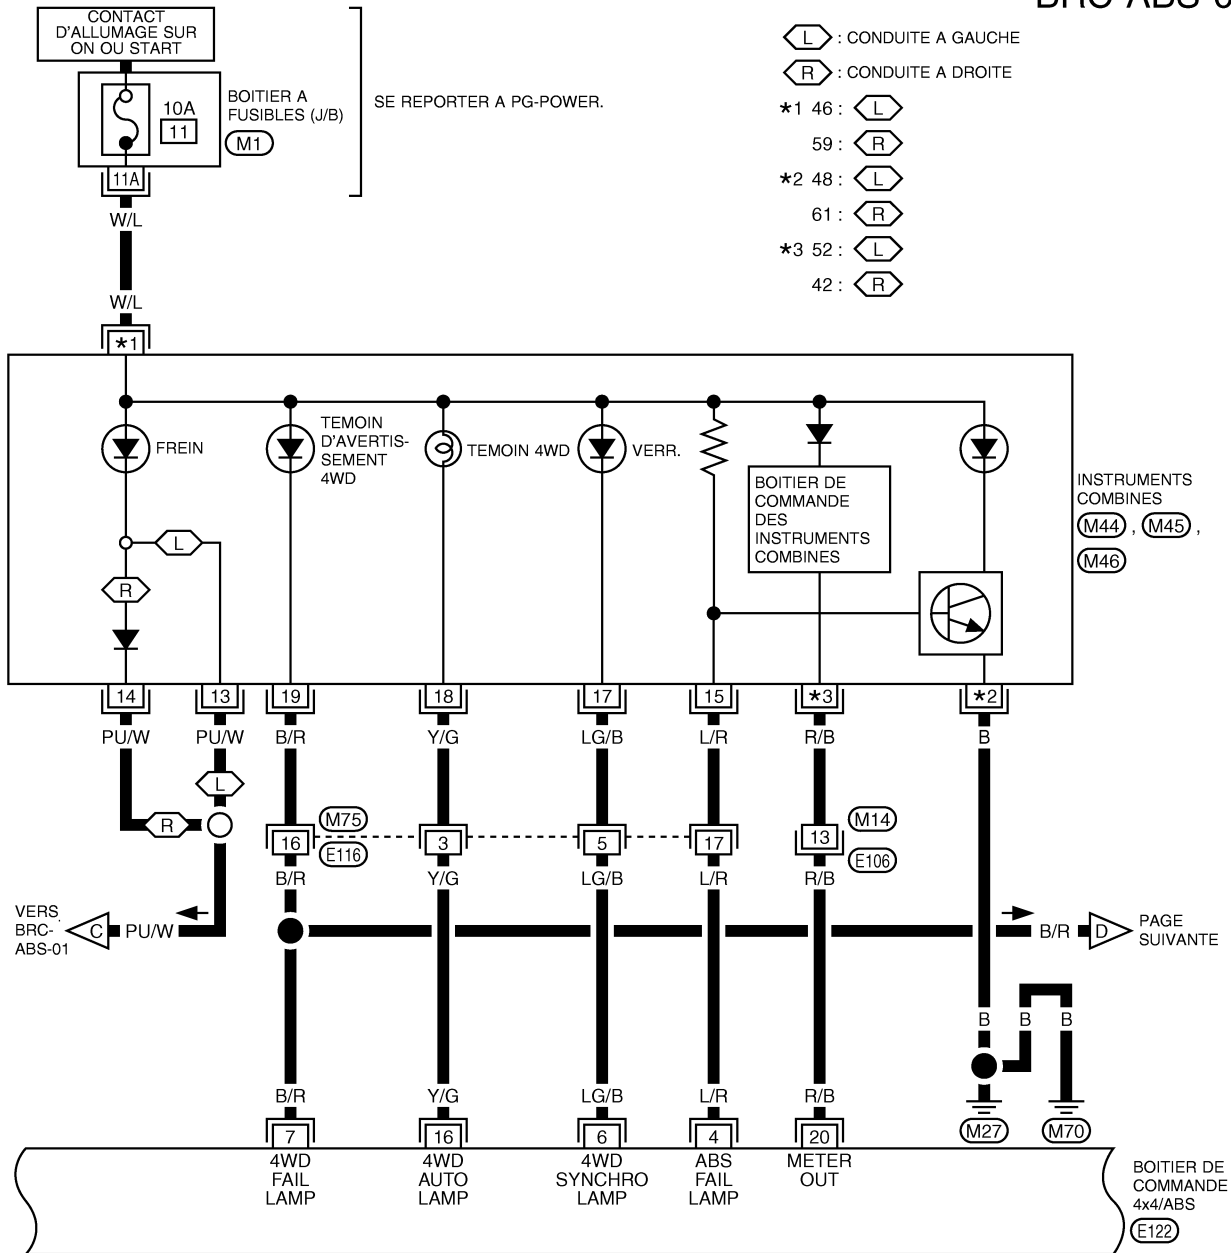 BRC-ABS-0
CONTACT
D'ALLUMAGE SUR
ON OU START
10A
11
BOITIER A
FUSIBLES (J/B)
M1
SE REPORTER A PG-POWER.
11A
W/L
W/L
*1
L : CONDUITE A GAUCHE
R : CONDUITE A DROITE
*1 46 : L
59 : R
*2 48 : L
61 : R
*3 52 : L
42 : R
FREIN
TEMOIN
D'AVERTIS-
SEMENT
4WD
TEMOIN 4WD
VERR.
BOITIER DE
COMMANDE
DES
INSTRUMENTS
COMBINES
INSTRUMENTS
COMBINES
M44 , M45 ,
M46
L
R
14 13 19 18 17 15 *3 *2
PU/W PU/W B/R Y/G LG/B L/R R/B B
L
R
M75
M14
16 3 5 17 13
E116
E106
B/R Y/G LG/B L/R R/B
VERS
BRC-
ABS-01
C PU/W
B/R D
PAGE
SUIVANTE
B B B
B/R Y/G LG/B L/R R/B
7 16 6 4 20
M27 M70
4WD
FAIL
LAMP
4WD
AUTO
LAMP
4WD
SYNCHRO
LAMP
ABS
FAIL
LAMP
METER
OUT
BOITIER DE
COMMANDE
4x4/ABS
E122